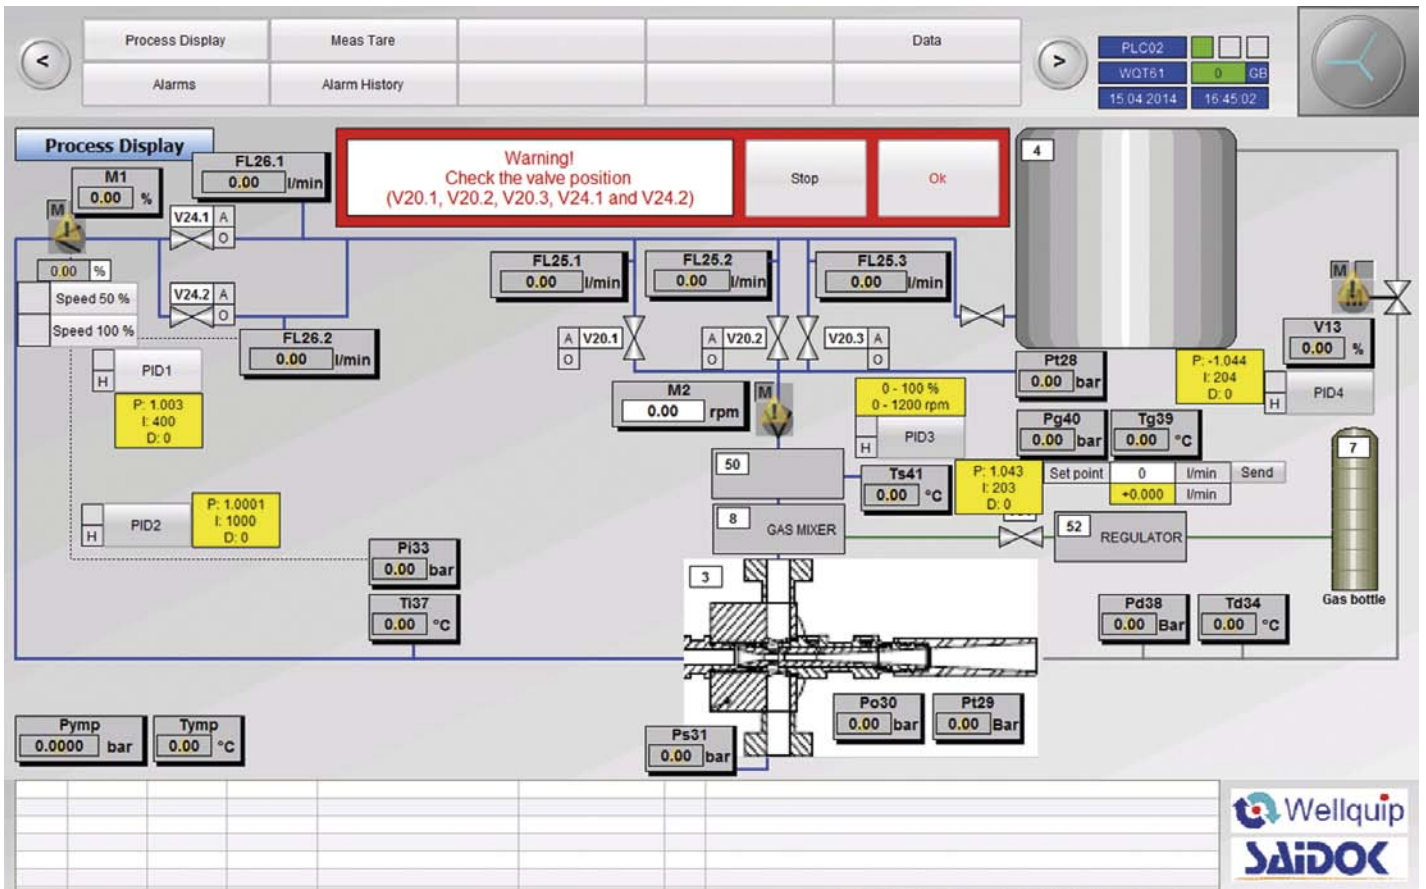 <
Process Display
Meas Tare
Data
Alarms
Alarm History
>
PLC02
WQT61
0 GB
15.04.2014
16:45:02
Process Display
Warning!
Check the valve position
(V20.1, V20.2, V20.3, V24.1 and V24.2)
Stop
Ok
4
M1
0.00 %
FL26.1
0.00 l/min
M
V24.1
A
O
0.00 %
Speed 50 %
Speed 100 %
V24.2
A
O
FL26.2
0.00 l/min
FL25.1
0.00 l/min
FL25.2
0.00 l/min
FL25.3
0.00 l/min
M
V13
0.00 %
A
O
V20.1
A
O
V20.2
V20.3
A
O
PID1
H
P: 1.003
I: 400
D: 0
M2
0.00 rpm
M
0 - 100 %
0 - 1200 rpm
PID3
H
Pt28
0.00 bar
P: -1.044
I: 204
D: 0
PID4
H
Pg40
0.00 bar
Tg39
0.00 °C
7
50
Ts41
0.00 °C
P: 1.043
I: 203
D: 0
Set point 0 l/min Send
+0.000 l/min
PID2
H
P: 1.0001
I: 1000
D: 0
8
GAS MIXER
52
REGULATOR
Pi33
0.00 bar
3
Ti37
0.00 °C
Pd38
0.00 Bar
Td34
0.00 °C
Gas bottle
Po30
0.00 bar
Pt29
0.00 Bar
Pymp
0.0000 bar
Tymp
0.00 °C
Ps31
0.00 bar
Wellquip
SAiDOK